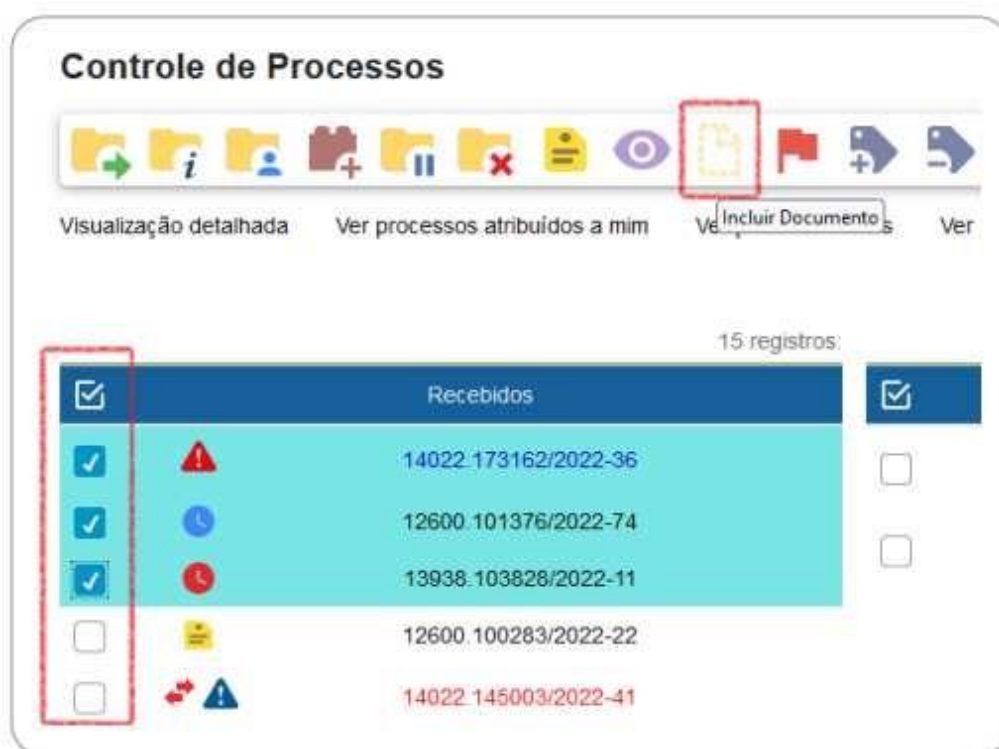 Controle de Processos
Visualização detalhada Ver processos atribuídos a mim Ver
Incluir Documento
15 registros:
Recebidos
14022.173162/2022-36
12600.101376/2022-74
13938.103828/2022-11
12600.100283/2022-22
14022.145003/2022-41